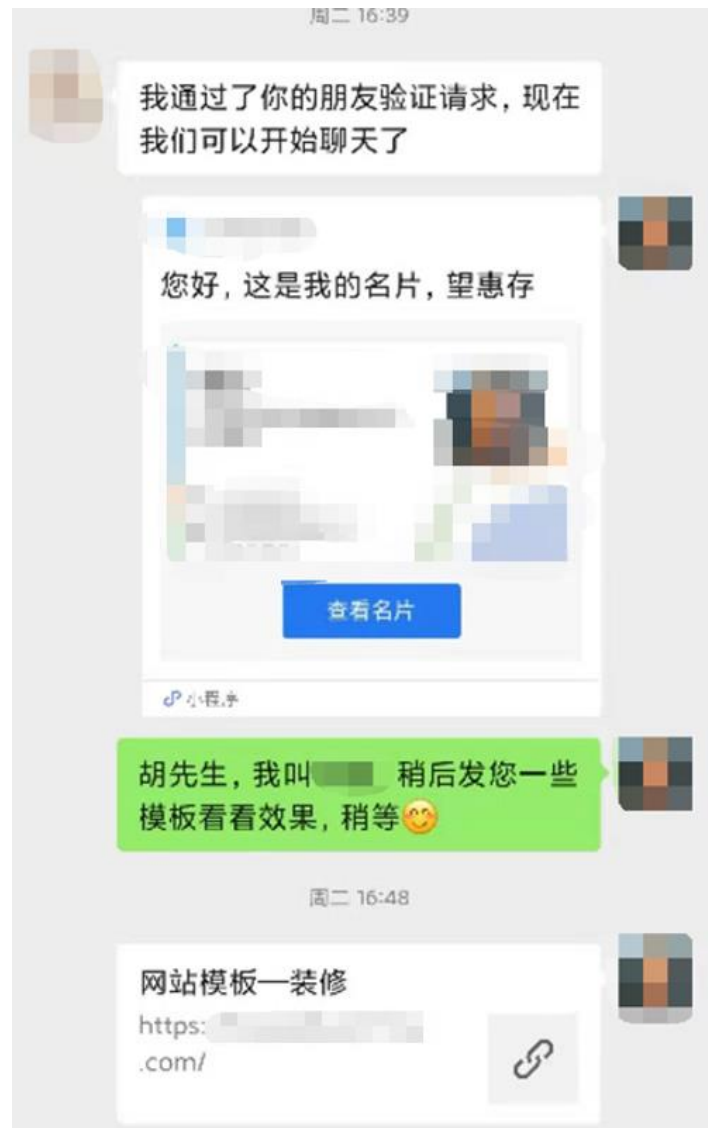 周二 16:39
我通过了你的朋友验证请求，现在
我们可以开始聊天了
您好，这是我的名片，望惠存
查看名片
小程序
胡先生，我叫 稍后发您一些
模板看看效果，稍等😊
周二 16:48
网站模板—装修
https:
.com/